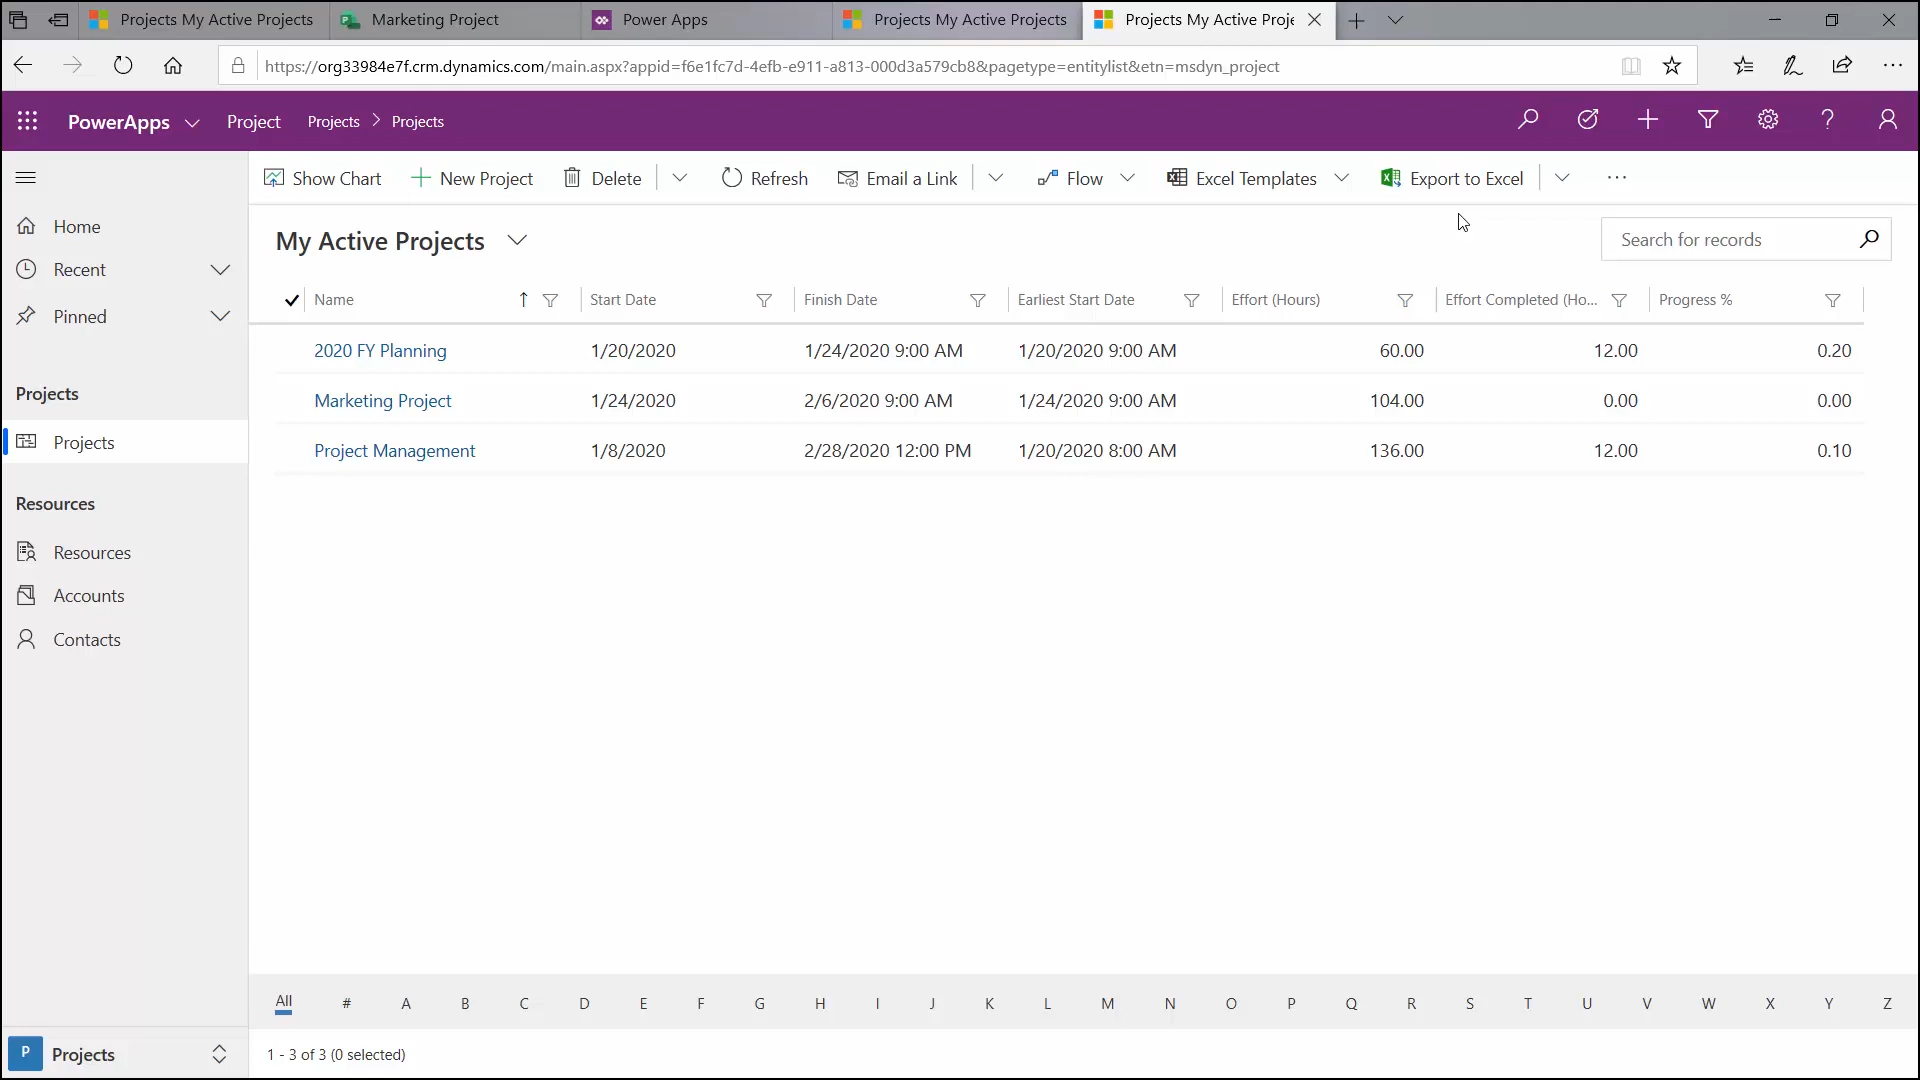 Projects My Active Projects
Marketing Project
Power Apps
Projects My Active Projects
Projects My Active Proje
https://org33984e7f.crm.dynamics.com/main.aspx?appid=f6e1fc7d-4efb-e911-a813-000d3a579cb8&pagetype=entitylist&etn=msdyn_project
PowerApps Project Projects > Projects
Show Chart New Project Delete Refresh Email a Link Flow Excel Templates Export to Excel
Home
Recent
Pinned
Projects
Projects
Resources
Resources
Accounts
Contacts
My Active Projects
Search for records
Name Start Date Finish Date Earliest Start Date Effort (Hours) Effort Completed (Ho... Progress %
2020 FY Planning 1/20/2020 1/24/2020 9:00 AM 1/20/2020 9:00 AM 60.00 12.00 0.20
Marketing Project 1/24/2020 2/6/2020 9:00 AM 1/24/2020 9:00 AM 104.00 0.00 0.00
Project Management 1/8/2020 2/28/2020 12:00 PM 1/20/2020 8:00 AM 136.00 12.00 0.10
All # A B C D E F G H I J K L M N O P Q R S T U V W X Y Z
P Projects
1 - 3 of 3 (0 selected)